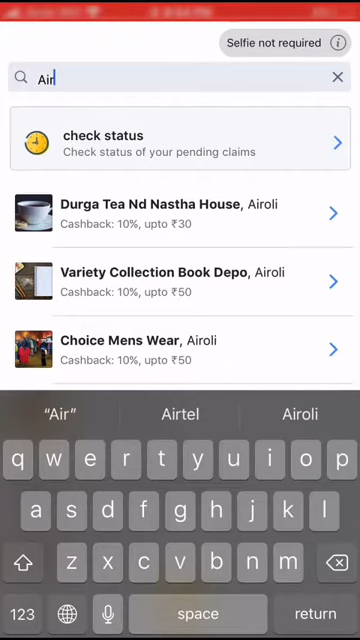 Selfie not required
Air
check status
Check status of your pending claims
Durga Tea Nd Nastha House, Airoli
Cashback: 10%, upto ₹30
Variety Collection Book Depo, Airoli
Cashback: 10%, upto ₹50
Choice Mens Wear, Airoli
Cashback: 10%, upto ₹50
“Air” Airtel Airoli
q w e r t y u i o p
a s d f g h j k l
z x c v b n m
123 space return